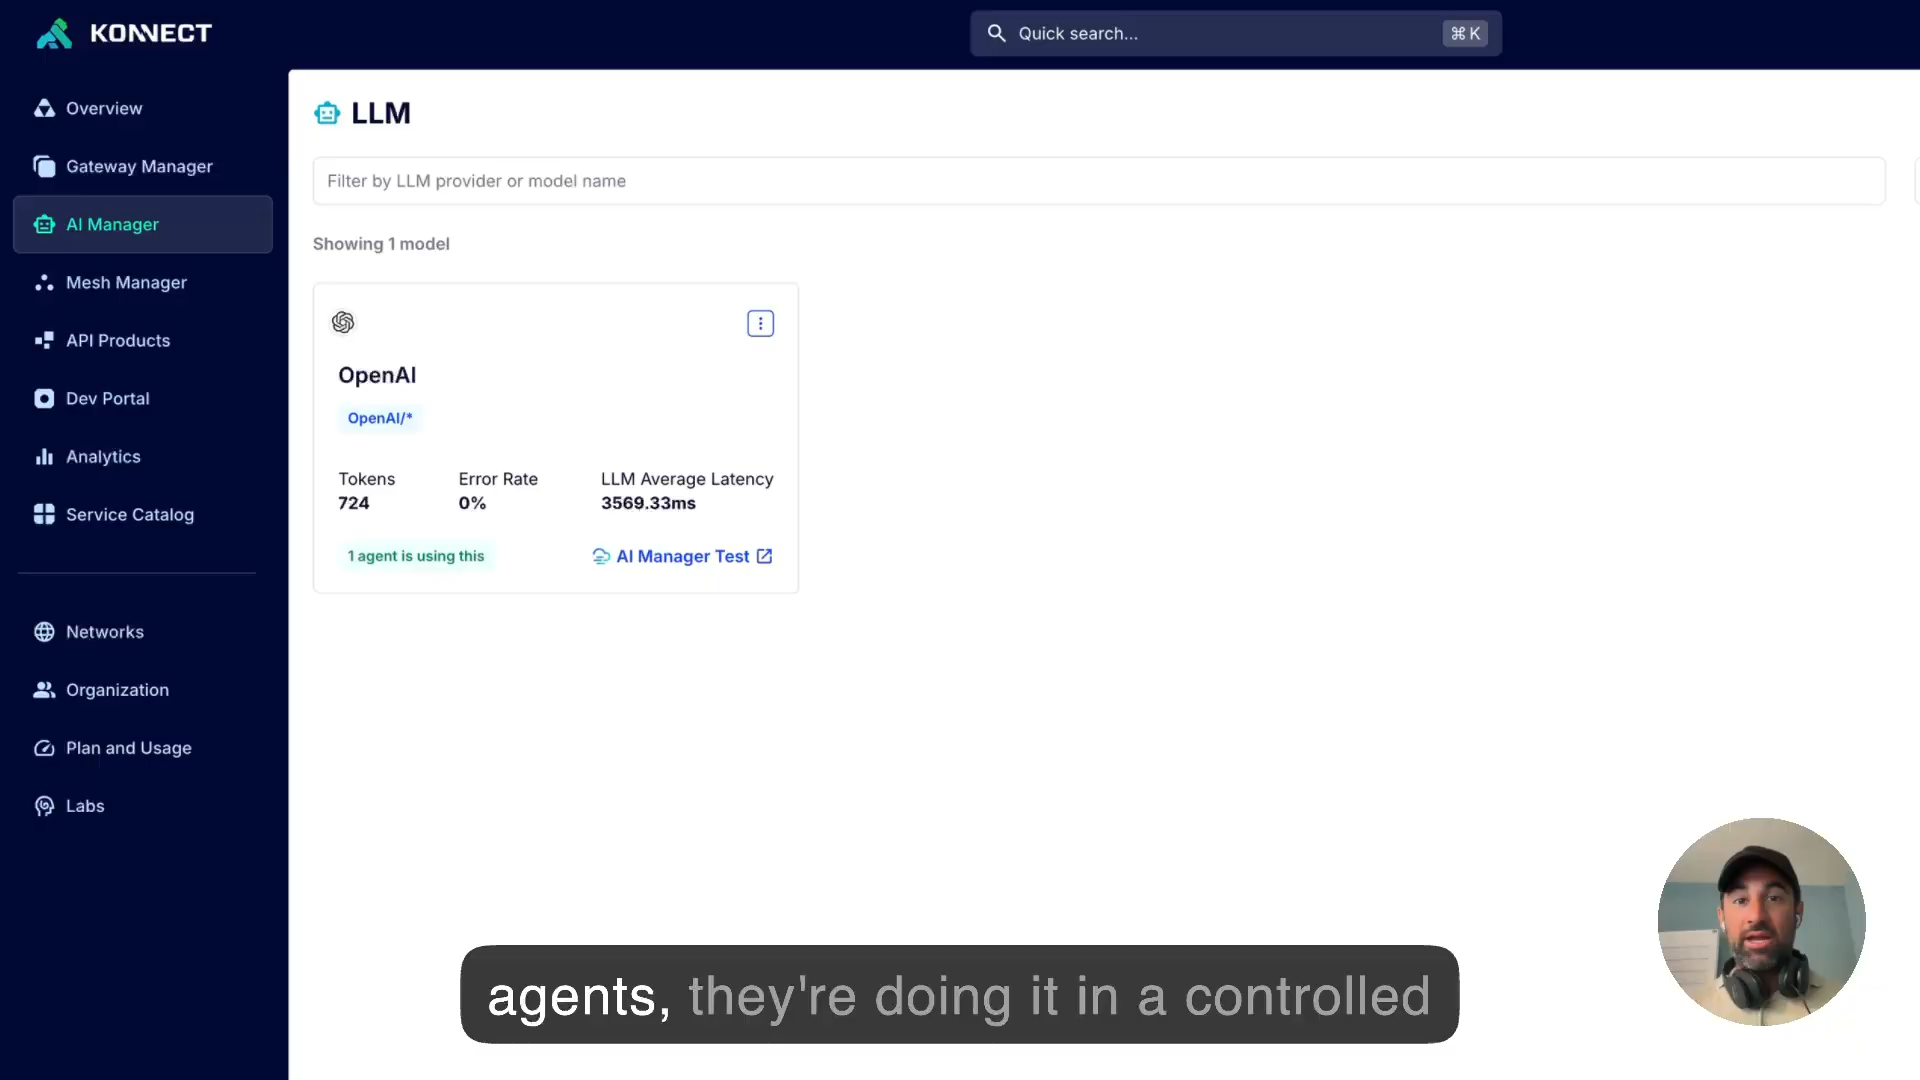 KONNECT
Quick search...
⌘ K
Overview
Gateway Manager
AI Manager
Mesh Manager
API Products
Dev Portal
Analytics
Service Catalog
Networks
Organization
Plan and Usage
Labs
LLM
Filter by LLM provider or model name
Showing 1 model
OpenAI
OpenAI/*
Tokens Error Rate LLM Average Latency
724 0% 3569.33ms
1 agent is using this AI Manager Test
agents, they're doing it in a controlled